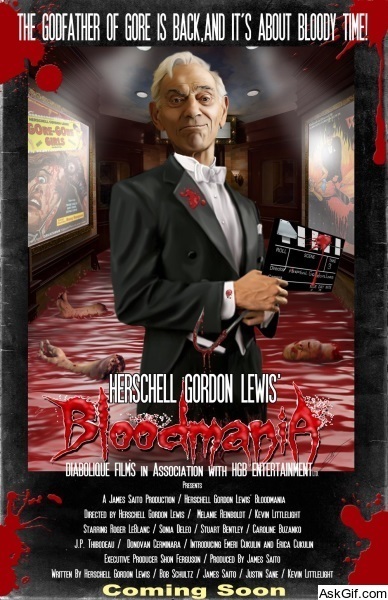 THE GODFATHER OF GORE IS BACK,AND IT'S ABOUT BLOODY TIME!
GORE-GORE
GIRLS
ROLL
SCENE
HERSCHELL GORDON LEWIS'
BloodmaniA
DIABOLIQUE FILMS IN ASSOCIATION WITH HGB ENTERTAINMENT
PRESENTS
A JAMES SAITO PRODUCTION / HERSCHELL GORDON LEWIS' BLOODMANIA
DIRECTED BY HERSCHELL GORDON LEWIS / MELANIE REINBOLDT / KEVIN LITTLELIGHT
STARRING ROGER LEBLANC / SONIA DELEO / STUART BENTLEY / CAROLINE BUZANKO
J.P. THIBODEAU / DONOVAN CERMINARA / INTRODUCING EMERI CUKULIN AND ERICA CUKULIN
EXECUTIVE PRODUCER SHON FERGUSON / PRODUCED BY JAMES SAITO
WRITTEN BY HERSCHELL GORDON LEWIS / BOB SCHULTZ / JAMES SAITO / JUSTIN SANE / KEVIN LITTLELIGHT
Coming Soon
AskGif.com